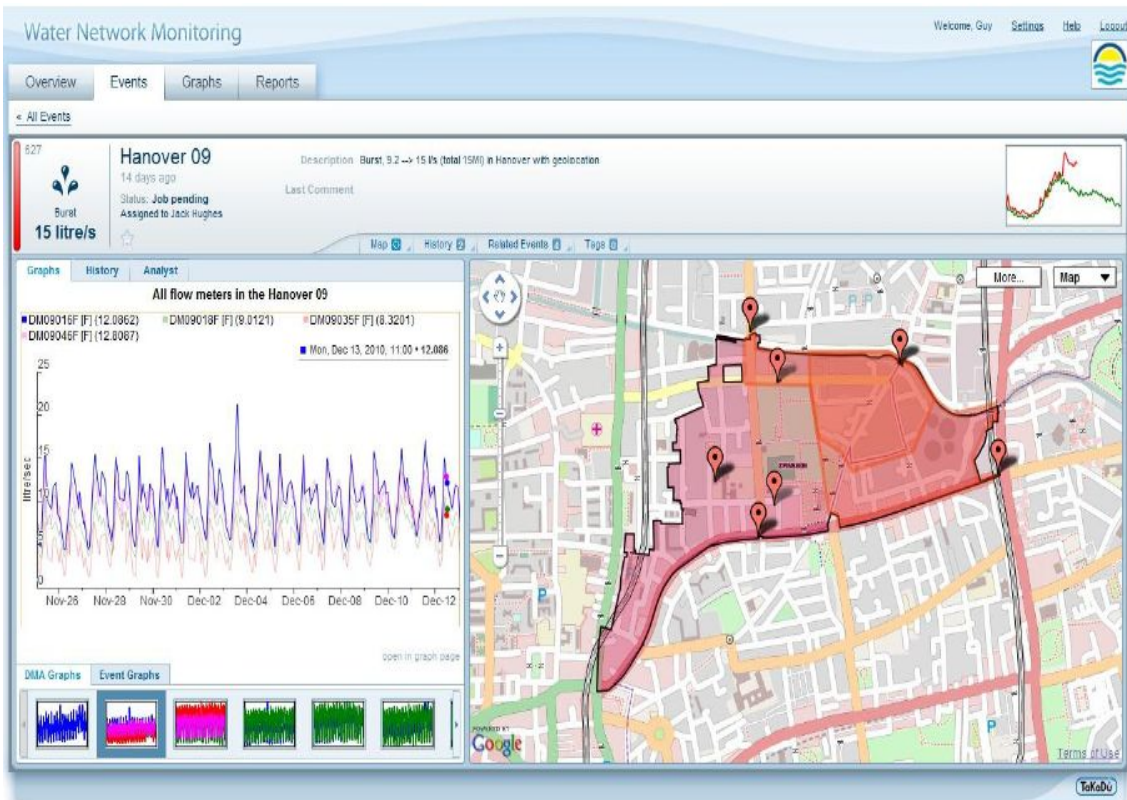 Water Network Monitoring
Welcome, Guy Settings Help Logout
Overview Events Graphs Reports
« All Events
627
Burst
15 litre/s
Hanover 09
14 days ago
Status: Job pending
Assigned to Jack Hughes
Description Burst, 9.2 --> 15 l/s (total 15Ml) in Hanover with geolocation
Last Comment
Map History Related Events Tags
Graphs History Analyst
All flow meters in the Hanover 09
DM09016F [F] (12.0862) DM09018F [F] (9.0121) DM09035F [F] (8.3201)
DM09045F [F] (12.8087)
Mon, Dec 13, 2010, 11:00 • 12.086
litre/sec
25
20
15
10
5
0
Nov-26 Nov-28 Nov-30 Dec-02 Dec-04 Dec-06 Dec-08 Dec-10 Dec-12
open in graph page
DMA Graphs Event Graphs
More... Map
P P
P
P
POWERED BY
Google
Terms of Use
TaKaDu